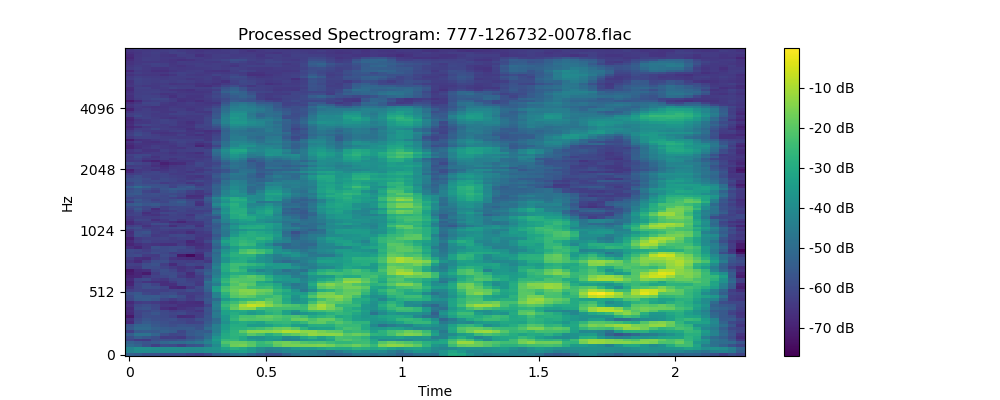 Processed Spectrogram: 777-126732-0078.flac
Hz
4096
2048
1024
512
0
0
0.5
1
1.5
2
Time
-10 dB
-20 dB
-30 dB
-40 dB
-50 dB
-60 dB
-70 dB